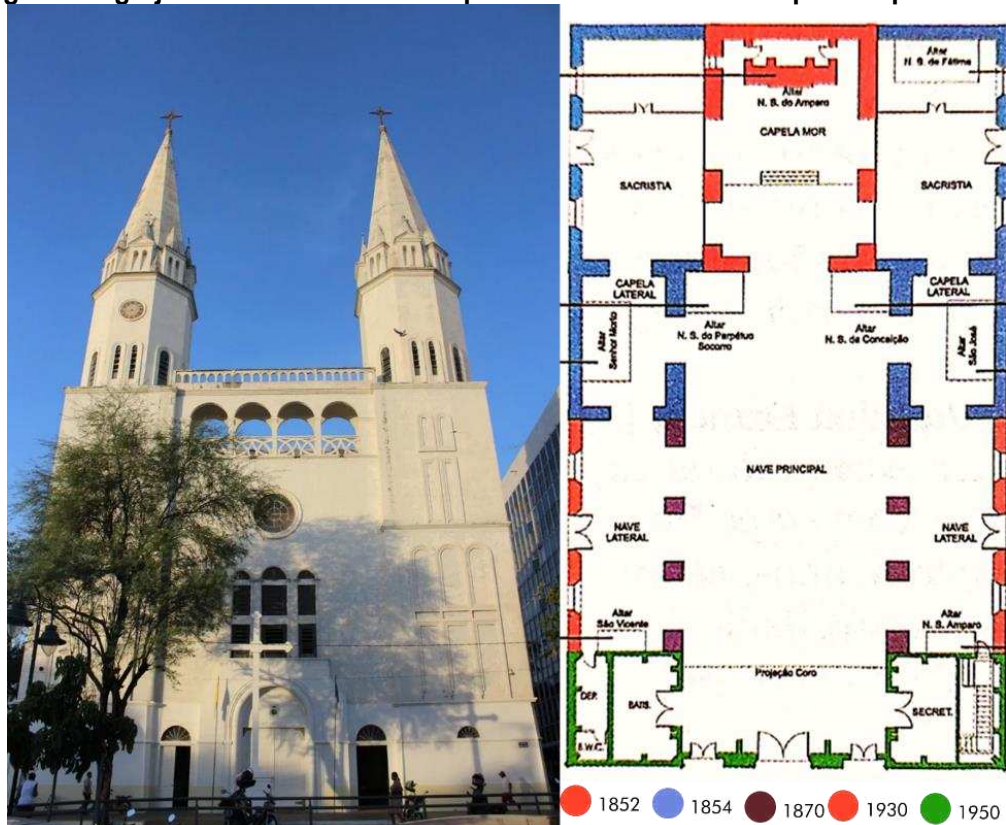 Altar
N. S. do Amparo
CAPELA MOR
Altar
N. S. de Fátima
SACRISTIA
SACRISTIA
CAPELA
LATERAL
CAPELA
LATERAL
Altar
Senhor Morto
Altar
N. S. do Perpétuo
Socorro
Altar
N. S. da Conceição
Altar
São José
NAVE PRINCIPAL
NAVE
LATERAL
NAVE
LATERAL
Altar
São Vicente
Altar
N. S. Amparo
Projeção Coro
DEP.
BATIS.
SECRET.
W.C.
1852
1854
1870
1930
1950